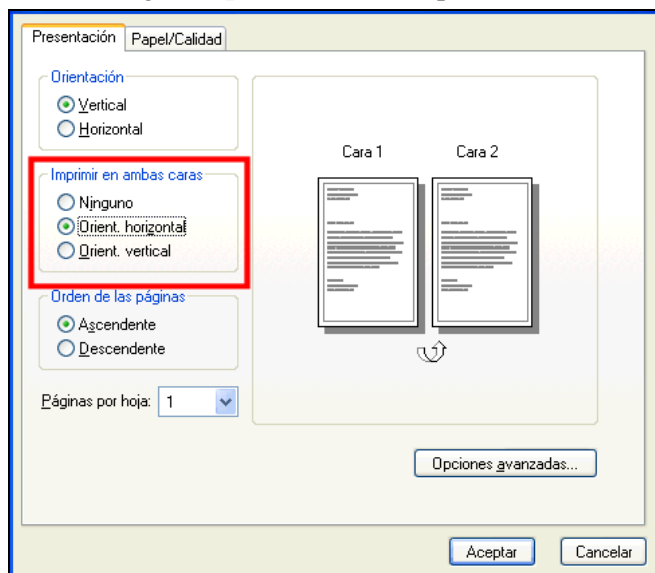 Presentación
Papel/Calidad
Orientación
Vertical
Horizontal
Imprimir en ambas caras
Ninguno
Orient. horizontal
Orient. vertical
Orden de las páginas
Ascendente
Descendente
Páginas por hoja: 1
Cara 1 Cara 2
Opciones avanzadas...
Aceptar Cancelar